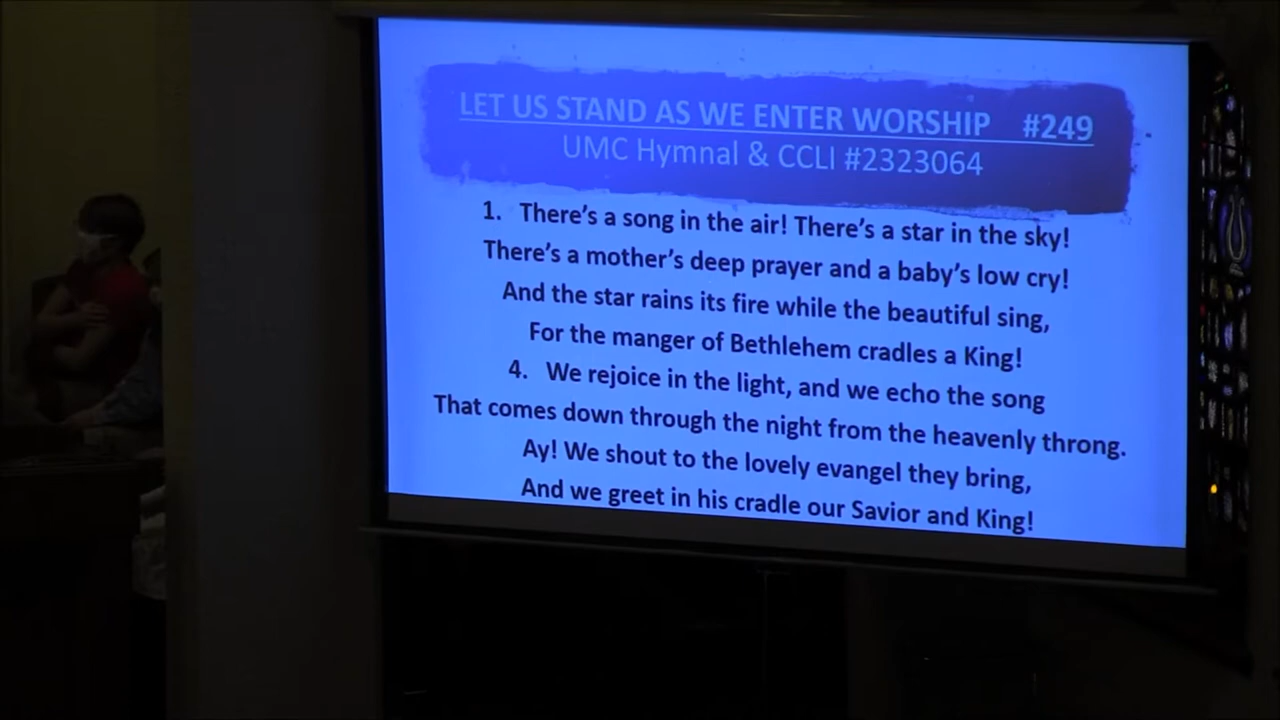 LET US STAND AS WE ENTER WORSHIP #249
UMC Hymnal & CCLI #2323064
1. There's a song in the air! There's a star in the sky!
There's a mother's deep prayer and a baby's low cry!
And the star rains its fire while the beautiful sing,
For the manger of Bethlehem cradles a King!
4. We rejoice in the light, and we echo the song
That comes down through the night from the heavenly throng.
Ay! We shout to the lovely evangel they bring,
And we greet in his cradle our Savior and King!